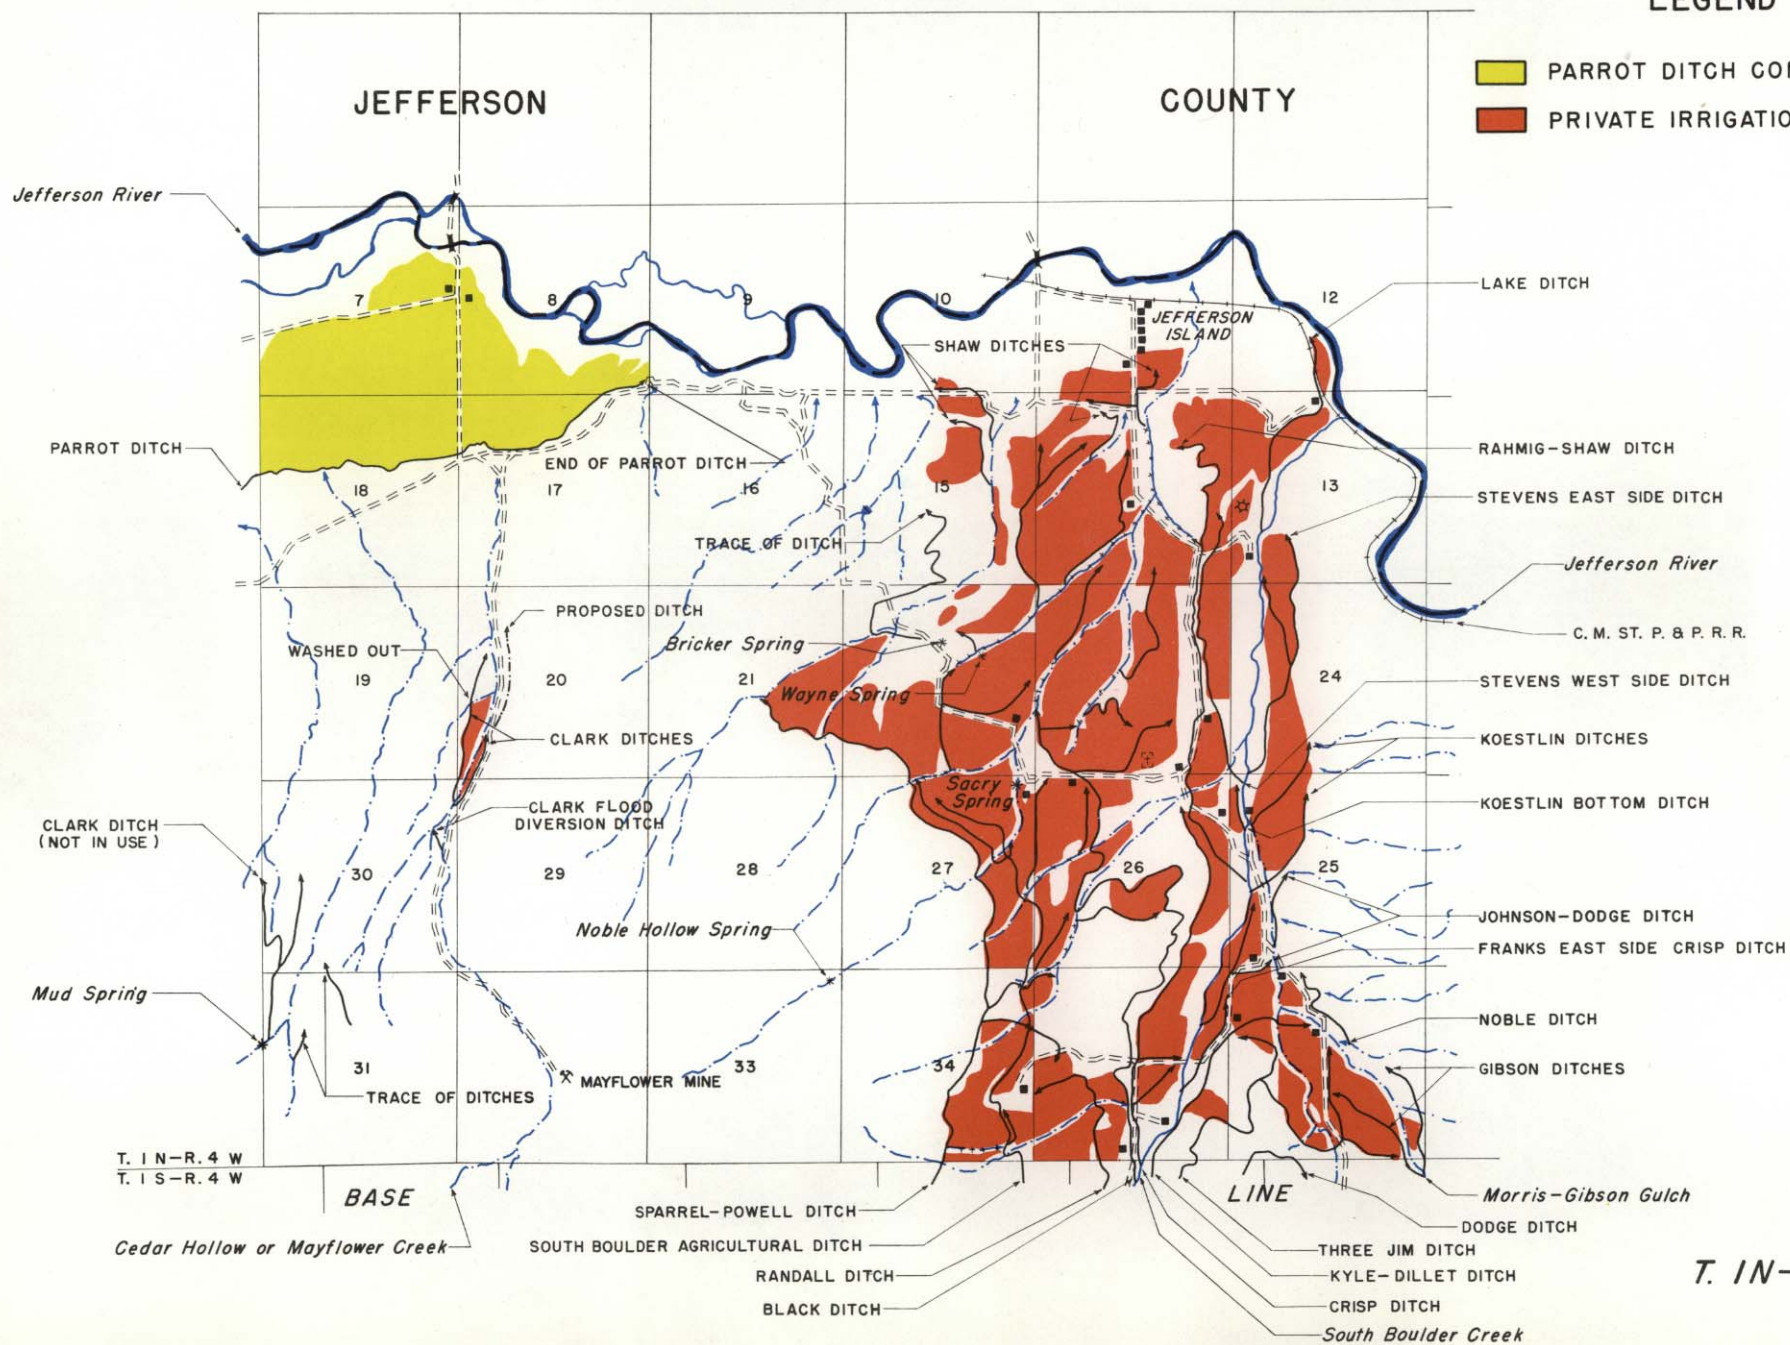 LEGEND
PARROT DITCH
PRIVATE IRRIGATIO
JEFFERSON
COUNTY
Jefferson River
7
8
9
10
12
LAKE DITCH
JEFFERSON
ISLAND
SHAW DITCHES
PARROT DITCH
END OF PARROT DITCH
RAHMIG-SHAW DITCH
18
17
16
15
13
STEVENS EAST SIDE DITCH
TRACE OF DITCH
Jefferson River
PROPOSED DITCH
C. M. ST. P. & P. R. R.
WASHED OUT
Bricker Spring
19
20
21
Wayne Spring
24
STEVENS WEST SIDE DITCH
CLARK DITCHES
KOESTLIN DITCHES
Sacry
Spring
CLARK FLOOD
DIVERSION DITCH
KOESTLIN BOTTOM DITCH
CLARK DITCH
(NOT IN USE)
30
29
28
27
26
25
Noble Hollow Spring
JOHNSON-DODGE DITCH
FRANKS EAST SIDE CRISP DITCH
Mud Spring
NOBLE DITCH
31
MAYFLOWER MINE
33
34
GIBSON DITCHES
TRACE OF DITCHES
T. 1 N-R. 4 W
T. 1 S-R. 4 W
BASE
LINE
Morris-Gibson Gulch
SPARREL-POWELL DITCH
DODGE DITCH
Cedar Hollow or Mayflower Creek
SOUTH BOULDER AGRICULTURAL DITCH
THREE JIM DITCH
RANDALL DITCH
KYLE-DILLET DITCH
T. 1N-
BLACK DITCH
CRISP DITCH
South Boulder Creek